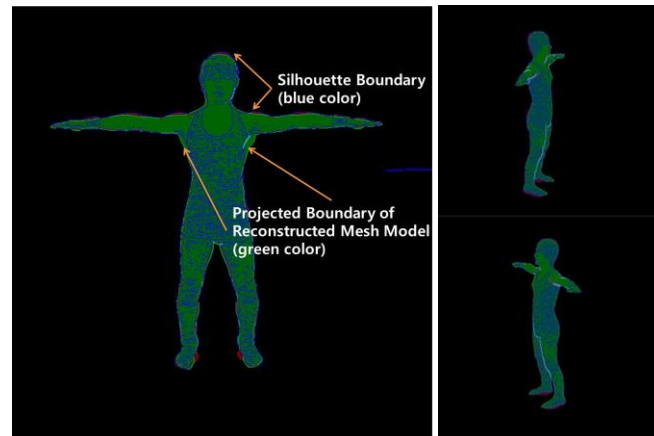 Silhouette Boundary
(blue color)
Projected Boundary of
Reconstructed Mesh Model
(green color)